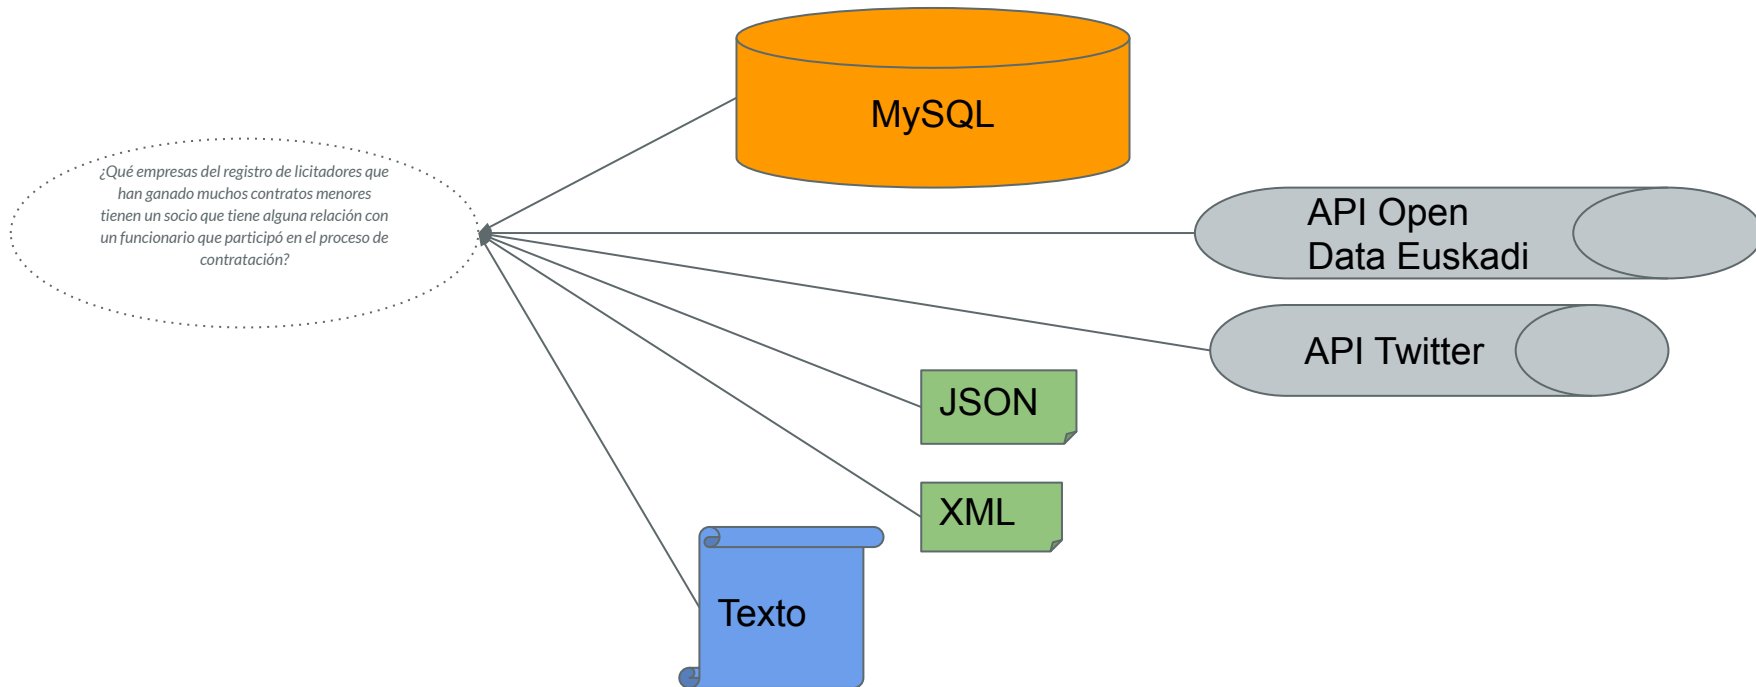 MySQL
¿Qué empresas del registro de licitadores que
han ganado muchos contratos menores
tienen un socio que tiene alguna relación con
un funcionario que participó en el proceso de
contratación?
API Open
Data Euskadi
API Twitter
JSON
XML
Texto